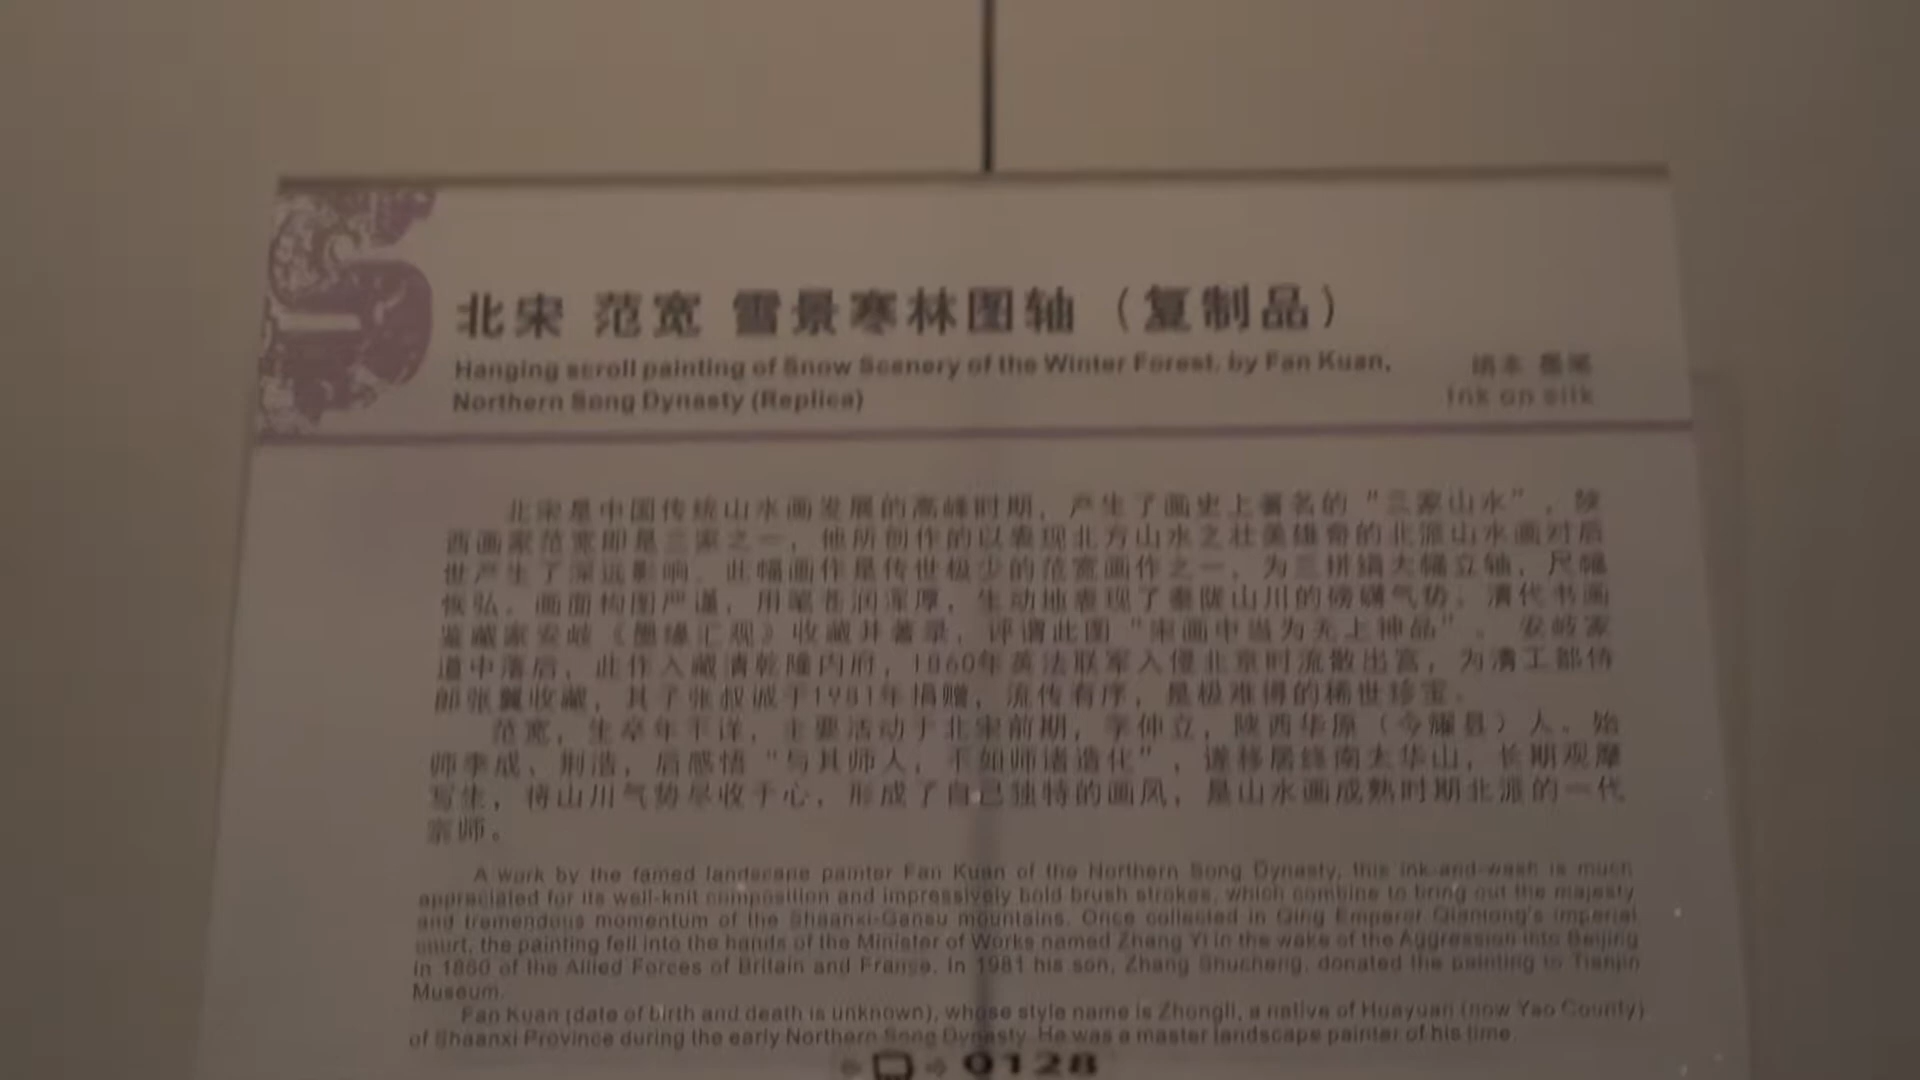 北宋 范宽 雪景寒林图轴（复制品）
Hanging scroll painting of Snow Scenery of the Winter Forest, by Fan Kuan,
Northern Song Dynasty (Replica)
绢本 墨笔
Ink on silk
北宋是中国传统山水画发展的高峰时期，产生了画史上著名的“三家山水”，陕
西画家范宽即是三家之一，他所创作的以表现北方山水之壮美雄奇的北派山水画对后
世产生了深远影响。此幅画作是传世极少的范宽画作之一，为三拼绢大幅立轴，尺幅
恢弘。画面构图严谨，用笔苍润浑厚，生动地表现了秦陇山川的磅礴气势。清代书画
鉴藏家安岐《墨缘汇观》收藏并著录，评谓此图“宋画中当为无上神品”。安岐家
道中落后，此作入藏清乾隆内府，1860年英法联军入侵北京时流散出宫，为清工部侍
郎张翼收藏，其子张叔诚于1981年捐赠，流传有序，是极难得的稀世珍宝。
范宽，生卒年不详，主要活动于北宋前期，字仲立，陕西华原（今耀县）人。始
师李成、荆浩，后感悟“与其师人，不如师诸造化”，遂移居终南太华山，长期观摩
写生，将山川气势尽收于心，形成了自己独特的画风，是山水画成熟时期北派的一代
宗师。
A work by the famed landscape painter Fan Kuan of the Northern Song Dynasty, this ink-and-wash is much
appreciated for its well-knit composition and impressively bold brush strokes, which combine to bring out the majesty
and tremendous momentum of the Shaanxi-Gansu mountains. Once collected in Qing Emperor Qianlong's imperial
court, the painting fell into the hands of the Minister of Works named Zhang Yi in the wake of the Aggression into Beijing
in 1860 of the Allied Forces of Britain and France. In 1981 his son, Zhang Shucheng, donated the painting to Tianjin
Museum.
Fan Kuan (date of birth and death is unknown), whose style name is Zhongli, a native of Huayuan (now Yao County)
of Shaanxi Province during the early Northern Song Dynasty. He was a master landscape painter of his time.
0128